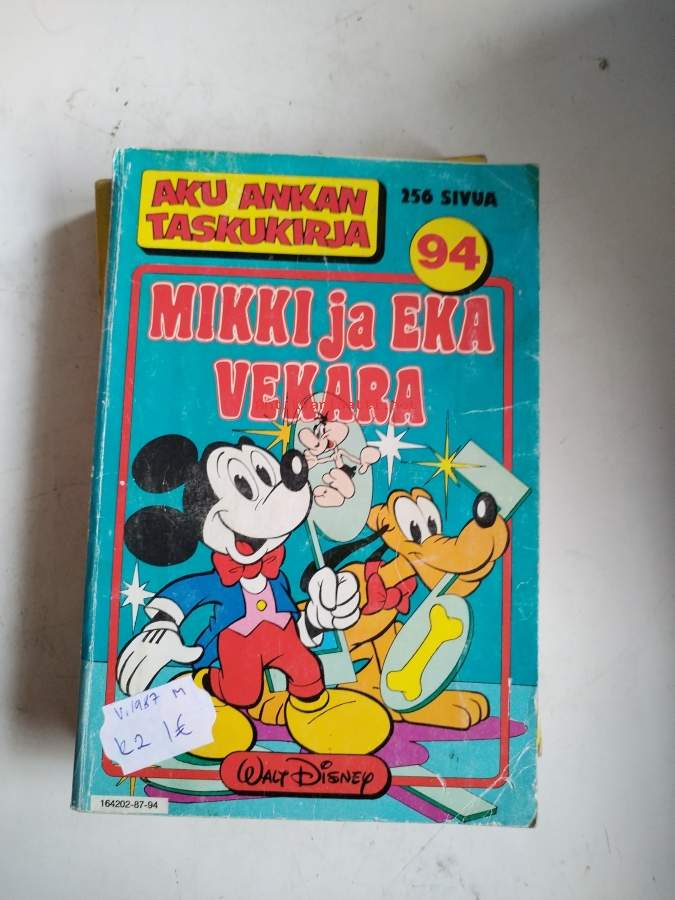 AKU ANKAN
TASKUKIRJA
256 SIVUA
94
MIKKI ja EKA
VEKARA
V. 1987 M
K2 1€
WALT DISNEY
164202-87-94